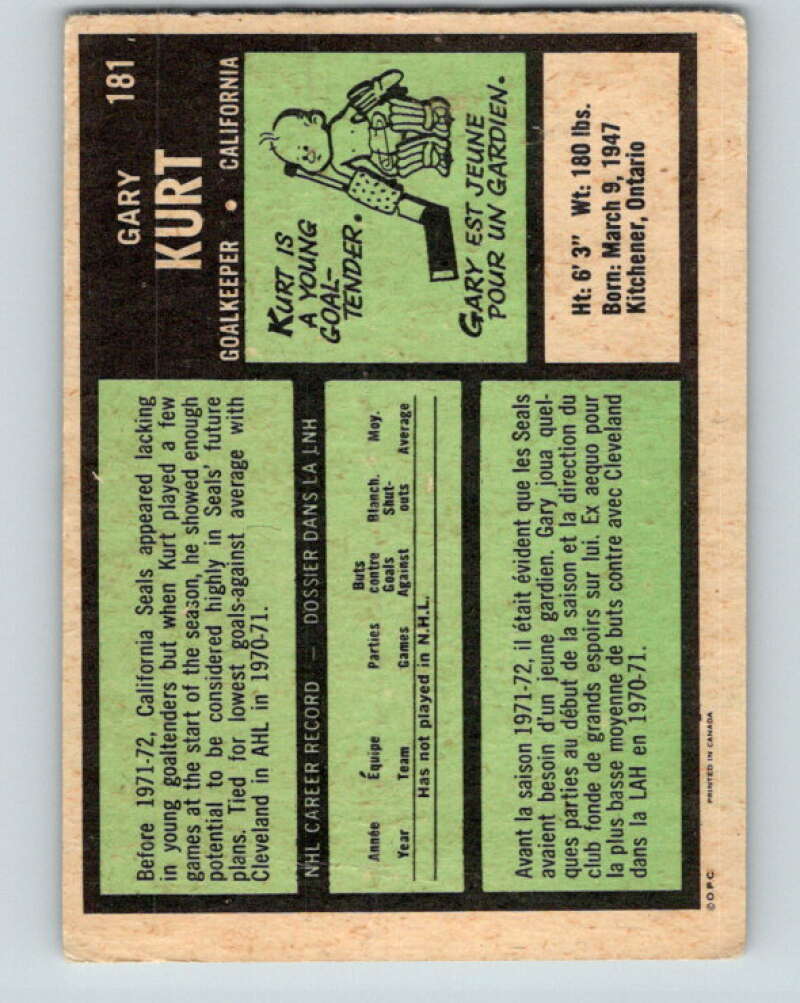 181
GARY
KURT
GOALKEEPER • CALIFORNIA
KURT IS
A YOUNG
GOAL-
TENDER.
GARY EST JEUNE
POUR UN GARDIEN.
Ht: 6' 3" Wt: 180 lbs.
Born: March 9, 1947
Kitchener, Ontario
Before 1971-72, California Seals appeared lacking
in young goaltenders but when Kurt played a few
games at the start of the season, he showed enough
potential to be considered highly in Seals' future
plans. Tied for lowest goals-against average with
Cleveland in AHL in 1970-71.
NHL CAREER RECORD — DOSSIER DANS LA LNH
Année Équipe Parties Buts contre Blanch. Moy.
Year Team Games Goals Against Shut-outs Average
Has not played in N.H.L.
Avant la saison 1971-72, il était évident que les Seals
avaient besoin d'un jeune gardien. Gary joua quel-
ques parties au début de la saison et la direction du
club fonde de grands espoirs sur lui. Ex aequo pour
la plus basse moyenne de buts contre avec Cleveland
dans la LAH en 1970-71.
© O.P.C. PRINTED IN CANADA